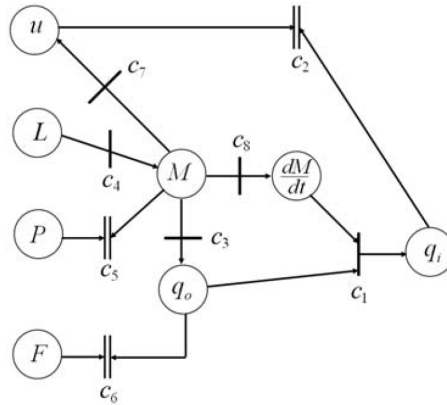 u
c₂
c₇
L
c₈
c₄
M
dM/dt
P
c₃
c₅
qᵢ
qₒ
c₁
F
c₆